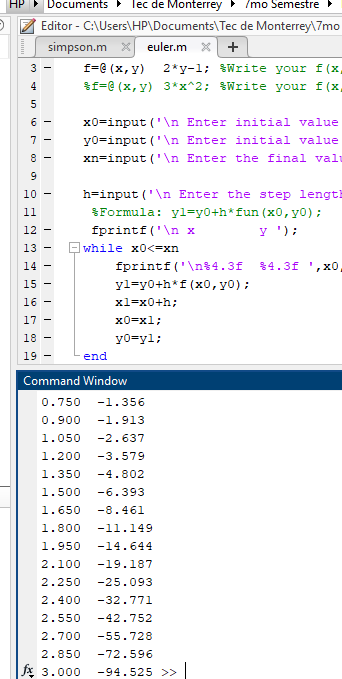 HP Documents Tec de Monterrey 7mo Semestre
Editor - C:\Users\HP\Documents\Tec de Monterrey\7mo
simpson.m × euler.m × +
3 - f=@(x,y) 2*y-1; %Write your f(x,
4 %f=@(x,y) 3*x^2; %Write your f(x,
5
6 - x0=input('\n Enter initial value
7 - y0=input('\n Enter initial value
8 - xn=input('\n Enter the final valu
9
10 - h=input('\n Enter the step length
11 %Formula: y1=y0+h*fun(x0,y0);
12 - fprintf('\n x y ');
13 - while x0<=xn
14 - fprintf('\n%4.3f %4.3f ',x0,
15 - y1=y0+h*f(x0,y0);
16 - x1=x0+h;
17 - x0=x1;
18 - y0=y1;
19 - end
Command Window
0.750 -1.356
0.900 -1.913
1.050 -2.637
1.200 -3.579
1.350 -4.802
1.500 -6.393
1.650 -8.461
1.800 -11.149
1.950 -14.644
2.100 -19.187
2.250 -25.093
2.400 -32.771
2.550 -42.752
2.700 -55.728
2.850 -72.596
fx 3.000 -94.525 >>